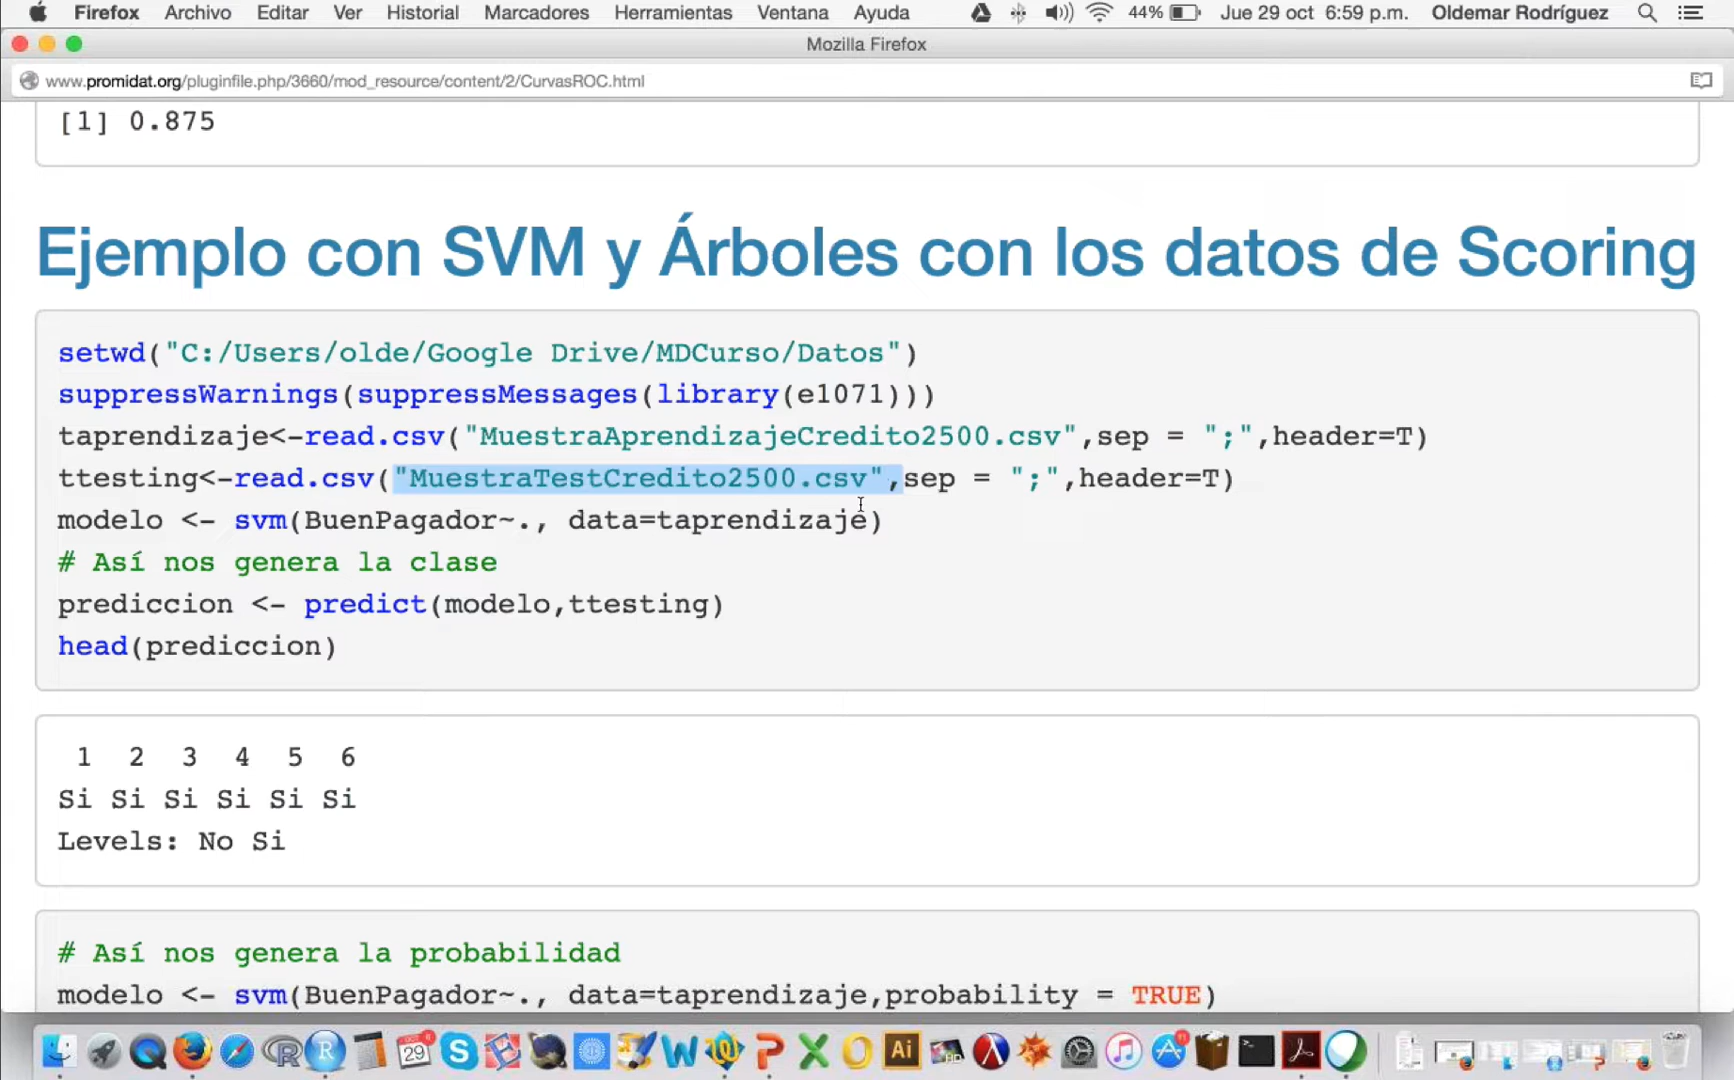 Firefox Archivo Editar Ver Historial Marcadores Herramientas Ventana Ayuda 44% Jue 29 oct 6:59 p.m. Oldemar Rodríguez
Mozilla Firefox
www.promidat.org/pluginfile.php/3660/mod_resource/content/2/CurvasROC.html
[1] 0.875
Ejemplo con SVM y Árboles con los datos de Scoring
setwd("C:/Users/olde/Google Drive/MDCurso/Datos")
suppressWarnings(suppressMessages(library(e1071)))
taprendizaje<-read.csv("MuestraAprendizajeCredito2500.csv",sep = ";",header=T)
ttesting<-read.csv("MuestraTestCredito2500.csv",sep = ";",header=T)
modelo <- svm(BuenPagador~., data=taprendizaje)
# Así nos genera la clase
prediccion <- predict(modelo,ttesting)
head(prediccion)
1 2 3 4 5 6
Si Si Si Si Si Si
Levels: No Si
# Así nos genera la probabilidad
modelo <- svm(BuenPagador~., data=taprendizaje,probability = TRUE)
29 Ai